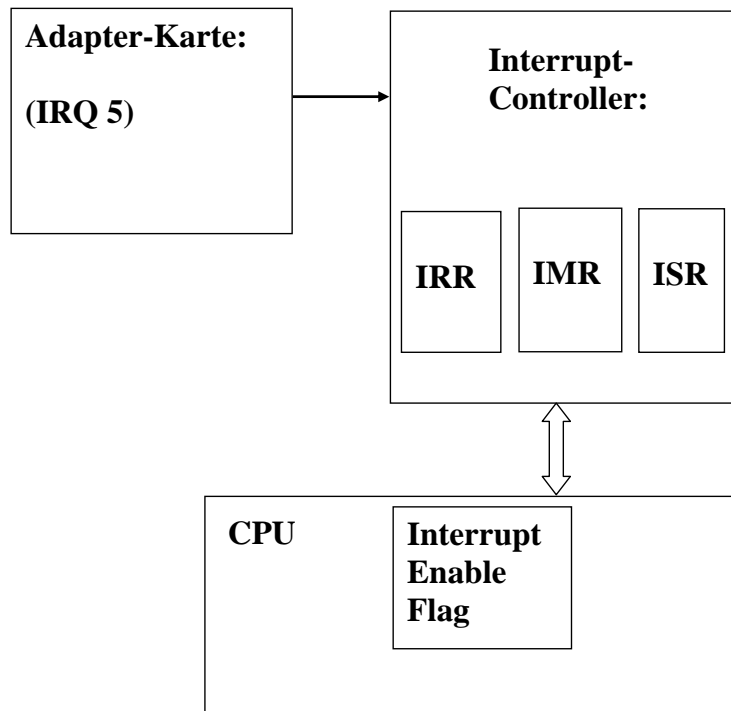 Adapter-Karte:
(IRQ 5)
Interrupt-
Controller:
IRR
IMR
ISR
CPU
Interrupt
Enable
Flag